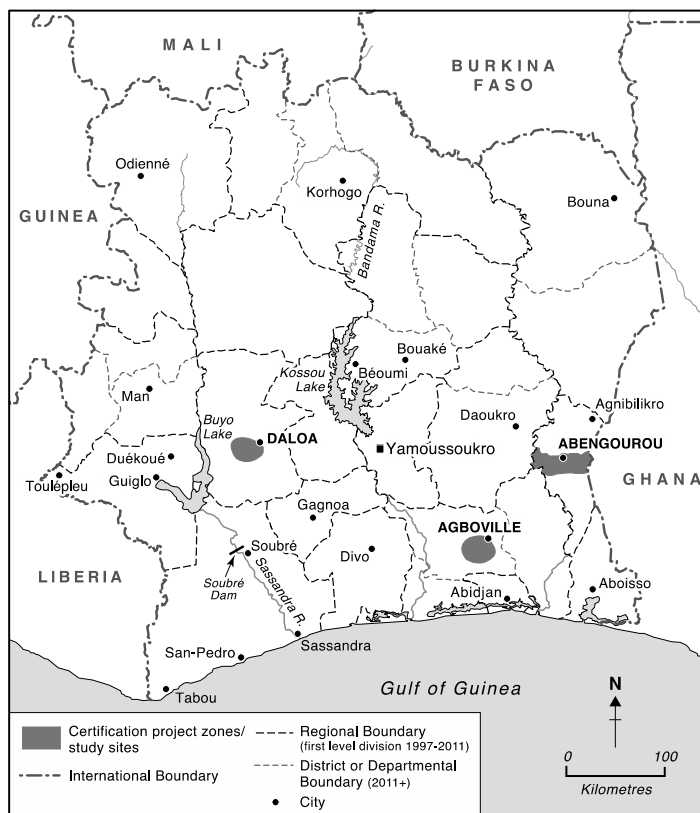 MALI
BURKINA
FASO
Odienné
Korhogo
Bouna
GUINEA
Bandama R.
Bouaké
Kossou
Lake
Béoumi
Man
Agnibilikro
Daoukro
Buyo
Lake
DALOA
ABENGOUROU
Yamoussoukro
Duékoué
Toulépleu
Guiglo
GHANA
Gagnoa
AGBOVILLE
Soubré
Divo
LIBERIA
Soubré
Dam
Sassandra R.
Abidjan
Aboisso
Sassandra
San-Pedro
Tabou
Gulf of Guinea
N
Certification project zones/
study sites
International Boundary
Regional Boundary
(first level division 1997-2011)
District or Departmental
Boundary (2011+)
City
0 100
Kilometres